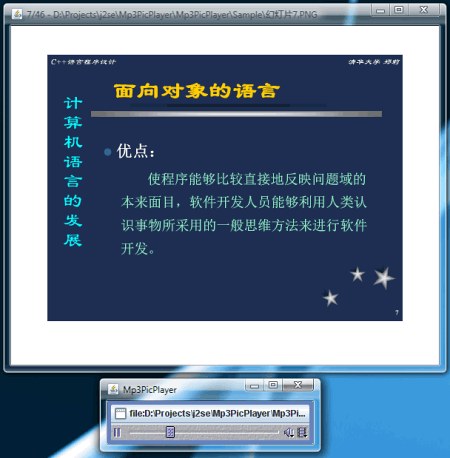 7/46 - D:\Projects\j2se\Mp3PicPlayer\Mp3PicPlayer\Sample\幻灯片7.PNG
C++语言程序设计
清华大学 郑莉
面向对象的语言
计算机语言的发展
优点：
使程序能够比较直接地反映问题域的
本来面目，软件开发人员能够利用人类认
识事物所采用的一般思维方法来进行软件
开发。
7
Mp3PicPlayer
file:D:\Projects\j2se\Mp3PicPlayer\Mp3Pi...